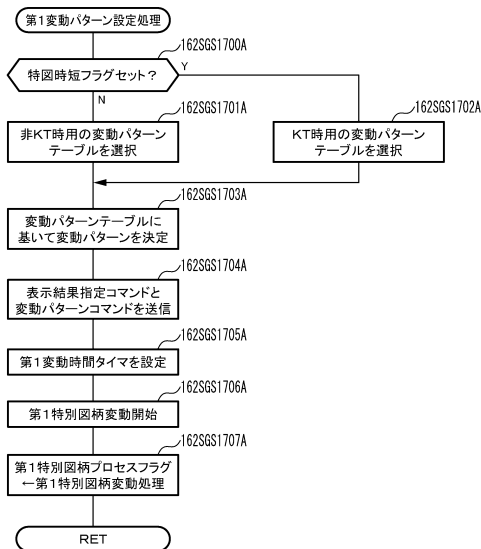 第1変動パターン設定処理
162SGS1700A
特図時短フラグセット？
Y
N
162SGS1701A
非KT時用の変動パターン
テーブルを選択
162SGS1702A
KT時用の変動パターン
テーブルを選択
162SGS1703A
変動パターンテーブルに
基いて変動パターンを決定
162SGS1704A
表示結果指定コマンドと
変動パターンコマンドを送信
162SGS1705A
第1変動時間タイマを設定
162SGS1706A
第1特別図柄変動開始
162SGS1707A
第1特別図柄プロセスフラグ
←第1特別図柄変動処理
RET